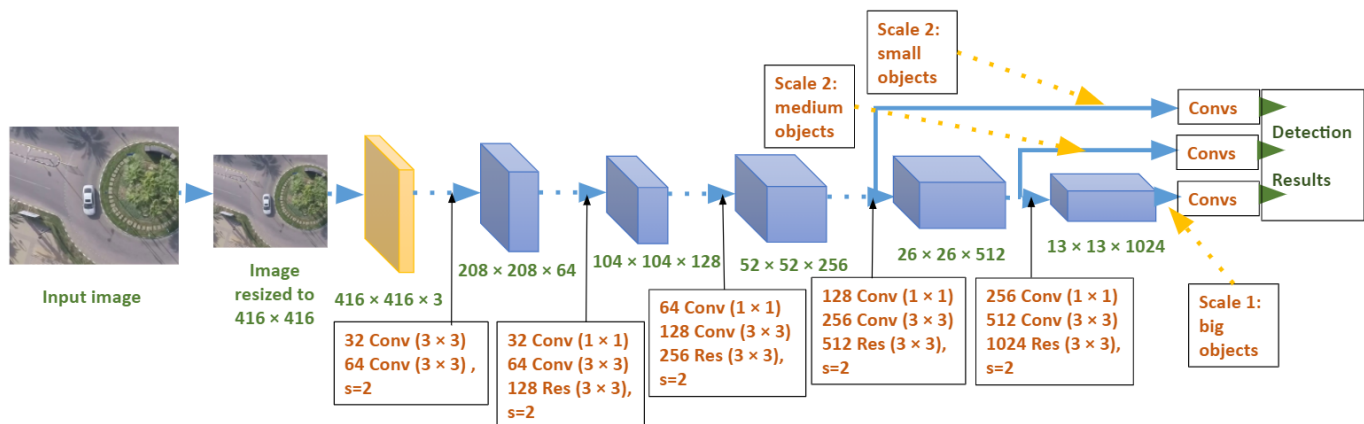 Input image
Image
resized to
416 × 416
416 × 416 × 3
208 × 208 × 64
104 × 104 × 128
52 × 52 × 256
26 × 26 × 512
13 × 13 × 1024
32 Conv (3 × 3)
64 Conv (3 × 3) ,
s=2
32 Conv (1 × 1)
64 Conv (3 × 3)
128 Res (3 × 3),
s=2
64 Conv (1 × 1)
128 Conv (3 × 3)
256 Res (3 × 3),
s=2
128 Conv (1 × 1)
256 Conv (3 × 3)
512 Res (3 × 3),
s=2
256 Conv (1 × 1)
512 Conv (3 × 3)
1024 Res (3 × 3),
s=2
Scale 2:
small
objects
Scale 2:
medium
objects
Scale 1:
big
objects
Convs
Convs
Convs
Detection
Results